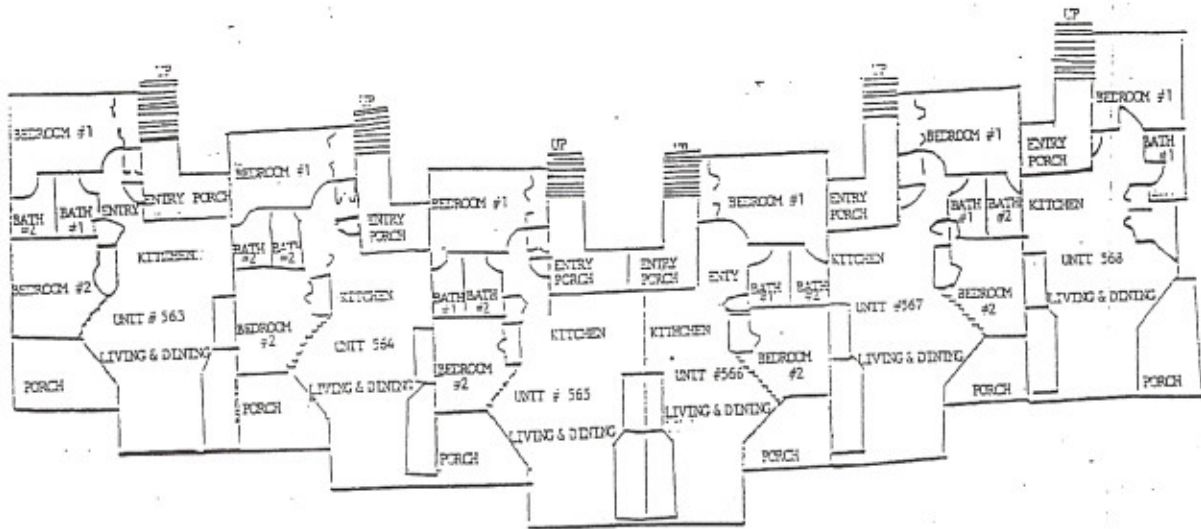 UP
BEDROOM #1
BATH
#2
BATH
#1
ENTRY
ENTRY PORCH
KITCHEN
BEDROOM #2
UNIT # 563
LIVING & DINING
PORCH
UP
BEDROOM #1
ENTRY
PORCH
BATH
#2
BATH
#2
KITCHEN
BEDROOM
#2
UNIT 564
LIVING & DINING
PORCH
UP
BEDROOM #1
ENTRY
PORCH
BATH
#1
BATH
#2
KITCHEN
BEDROOM
#2
UNIT # 565
LIVING & DINING
PORCH
UP
BEDROOM #1
ENTRY
PORCH
ENTY
BATH
#1
BATH
#2
KITHCHEN
UNIT #566
BEDROOM
#2
LIVING & DINING
PORCH
UP
BEDROOM #1
ENTRY
PORCH
BATH
#1
BATH
#2
KITCHEN
UNIT #567
BEDROOM
#2
LIVING & DINING
PORCH
UP
BEDROOM #1
ENTRY
PORCH
BATH
#1
KITCHEN
UNIT 568
LIVING & DINING
PORCH